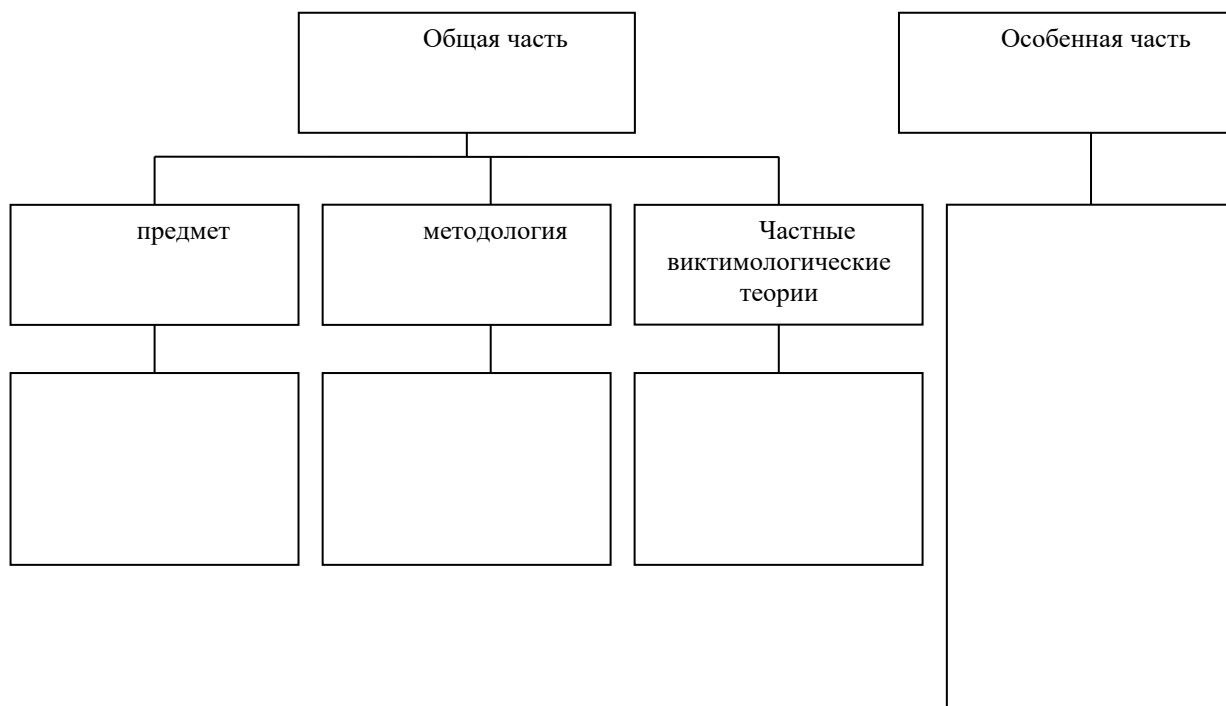 Общая часть
Особенная часть
предмет
методология
Частные
виктимологические
теории